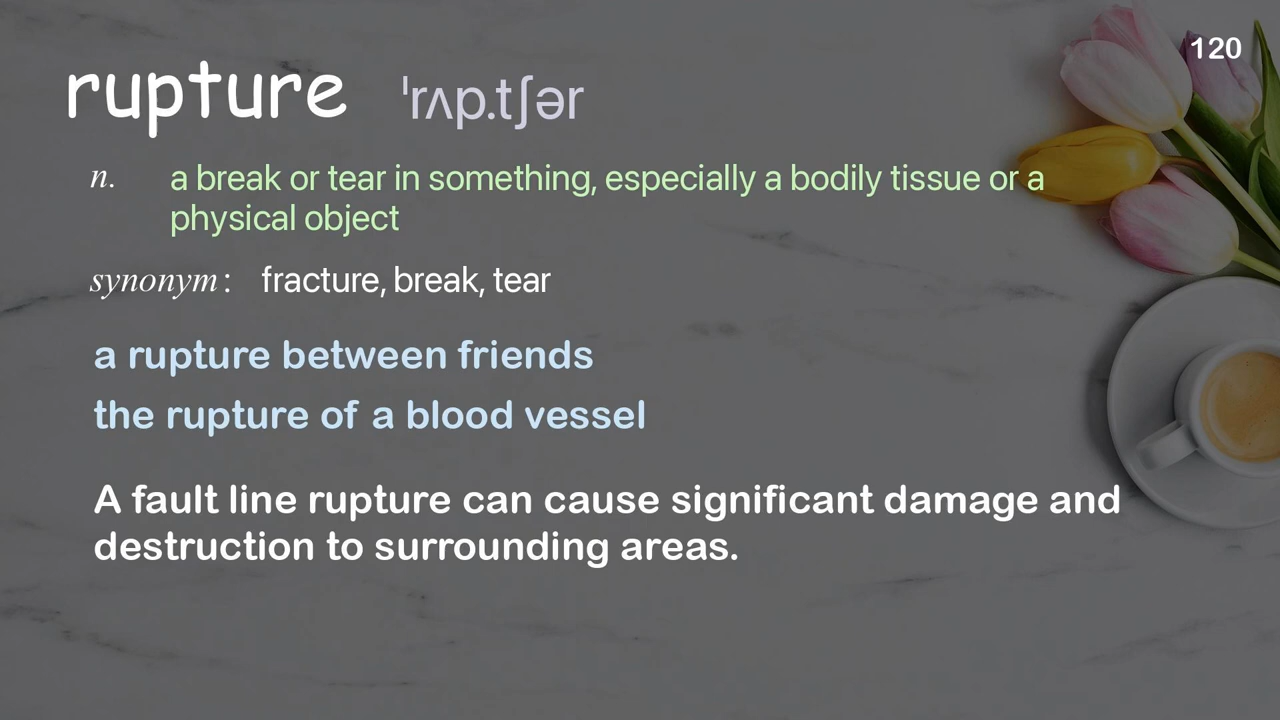 120
rupture ˈrʌp.tʃər
n. a break or tear in something, especially a bodily tissue or a
physical object
synonym: fracture, break, tear
a rupture between friends
the rupture of a blood vessel
A fault line rupture can cause significant damage and
destruction to surrounding areas.